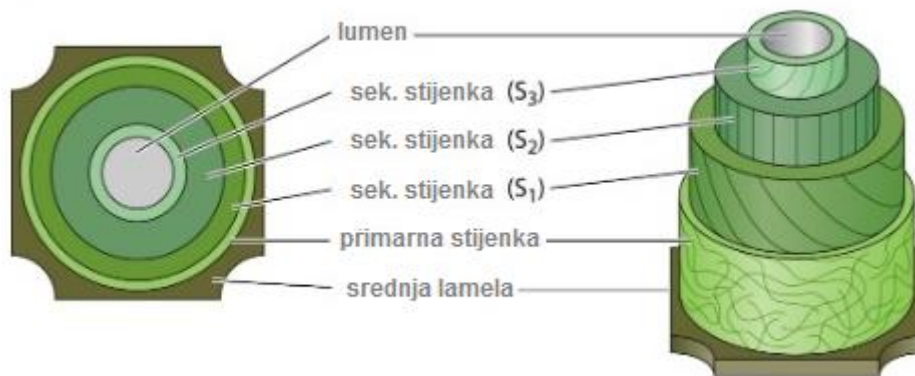 lumen
sek. stijenka (S₃)
sek. stijenka (S₂)
sek. stijenka (S₁)
primarna stijenka
srednja lamela